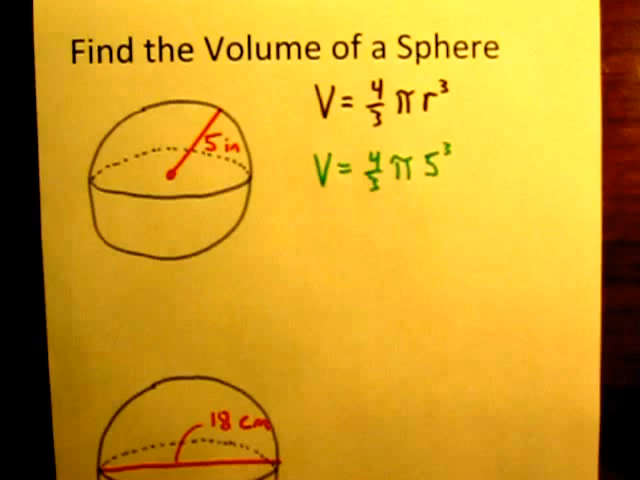 Find the Volume of a Sphere
V = 4/3 π r³
5 in
V = 4/3 π 5³
18 cm